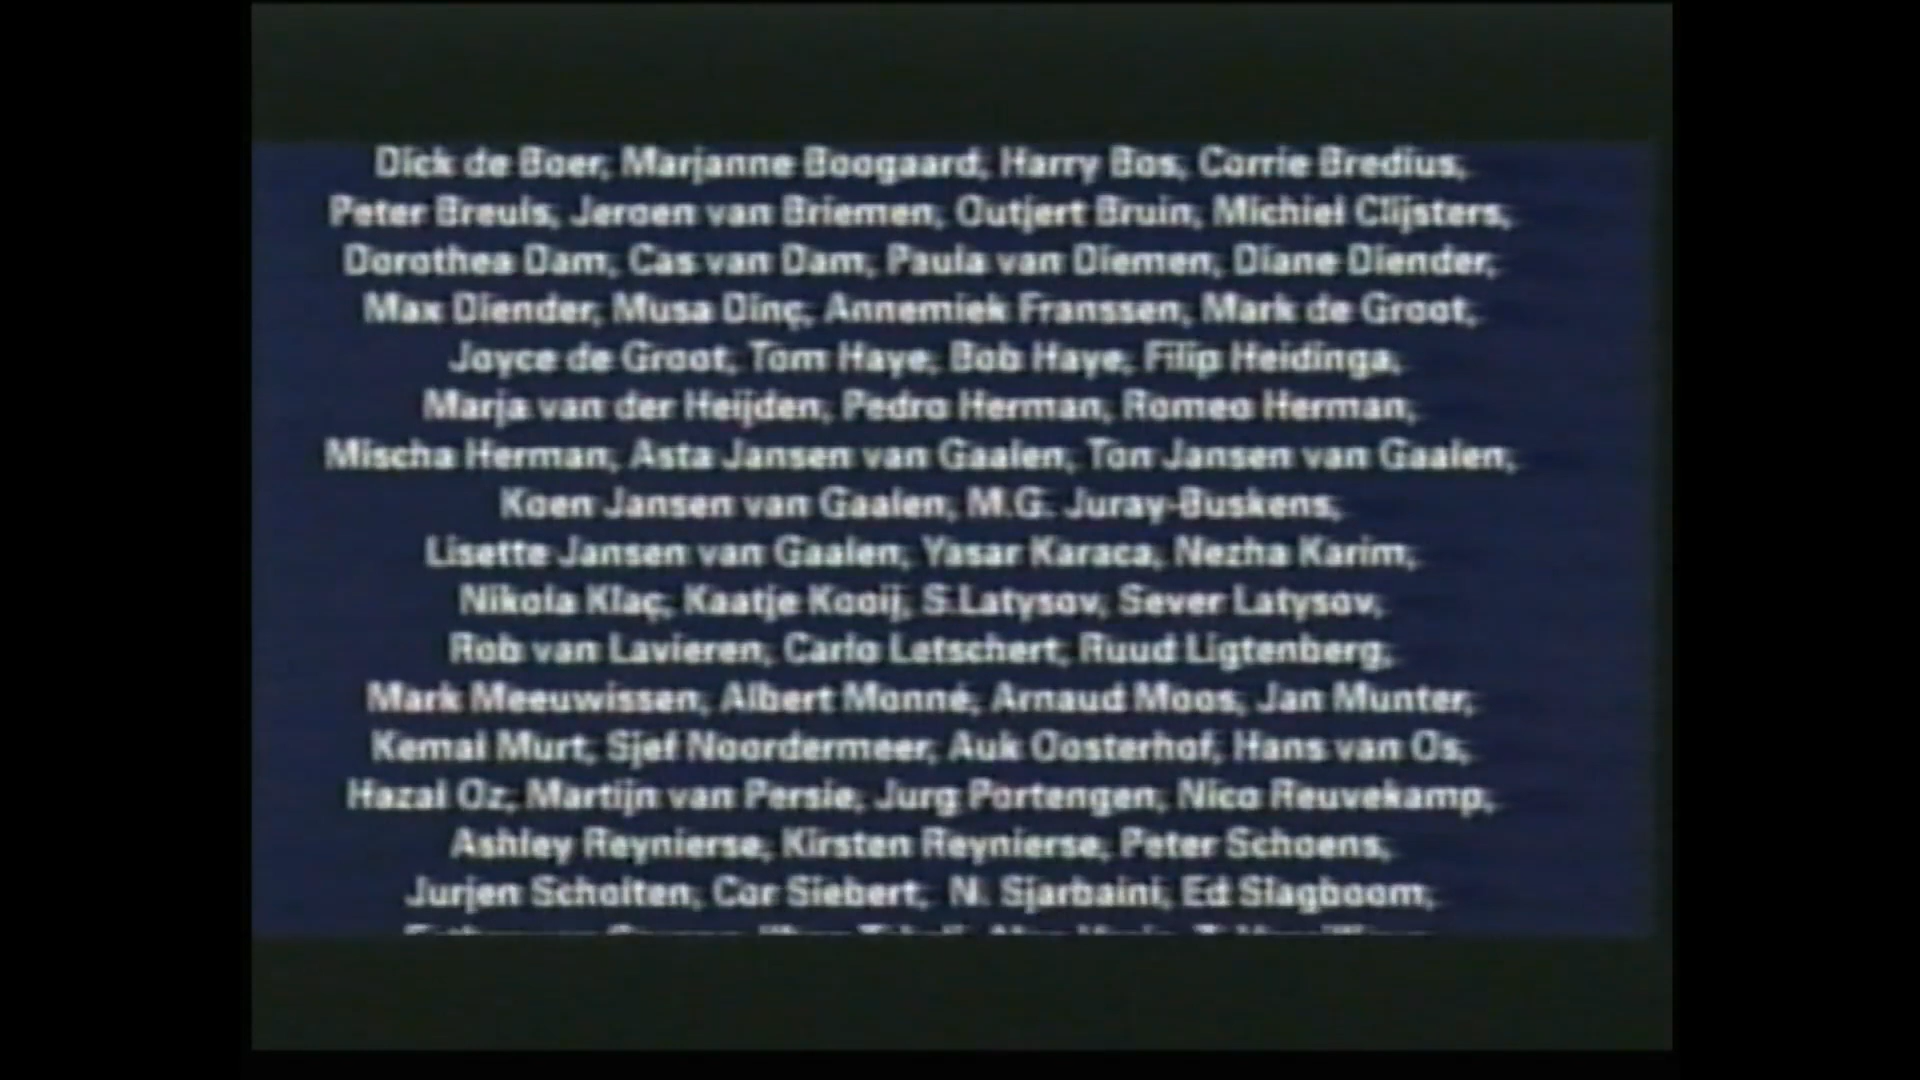 Dick de Boer, Marjanne Boogaard, Harry Bos, Corrie Bredius,
Peter Breuls, Jeroen van Briemen, Outjert Bruin, Michiel Clijsters,
Dorothea Dam, Cas van Dam, Paula van Diemen, Diane Diender,
Max Diender, Musa Dinç, Annemiek Franssen, Mark de Groot,
Joyce de Groot, Tom Haye, Bob Haye, Filip Heidinga,
Marja van der Heijden, Pedro Herman, Romeo Herman,
Mischa Herman, Asta Jansen van Gaalen, Ton Jansen van Gaalen,
Koen Jansen van Gaalen, M.G. Juray-Buskens,
Lisette Jansen van Gaalen, Yasar Karaca, Nezha Karim,
Nikola Klaç, Kaatje Kooij, S.Latysov, Sever Latysov,
Rob van Lavieren, Carlo Letschert, Ruud Ligtenberg,
Mark Meeuwissen, Albert Monné, Arnaud Moos, Jan Munter,
Kemal Murt, Sjef Noordermeer, Auk Oosterhof, Hans van Os,
Hazal Oz, Martijn van Persie, Jurg Portengen, Nico Reuvekamp,
Ashley Reynierse, Kirsten Reynierse, Peter Schoens,
Jurjen Scholten, Cor Siebert, N. Sjarbaini, Ed Slagboom,